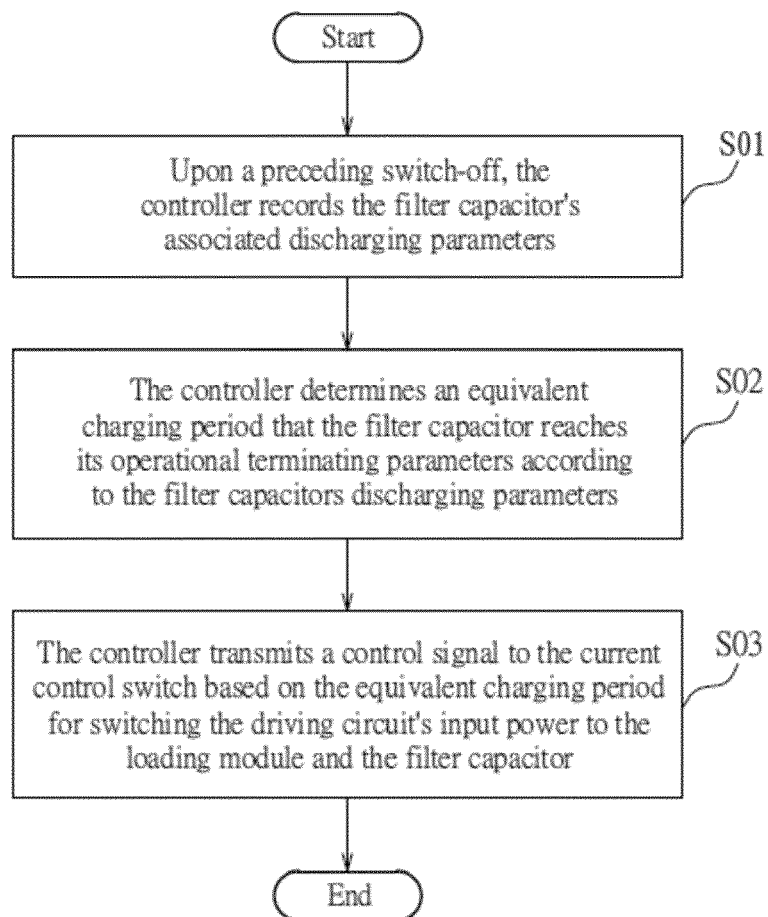 Start
S01
Upon a preceding switch-off, the
controller records the filter capacitor's
associated discharging parameters
S02
The controller determines an equivalent
charging period that the filter capacitor reaches
its operational terminating parameters according
to the filter capacitors discharging parameters
S03
The controller transmits a control signal to the current
control switch based on the equivalent charging period
for switching the driving circuit's input power to the
loading module and the filter capacitor
End